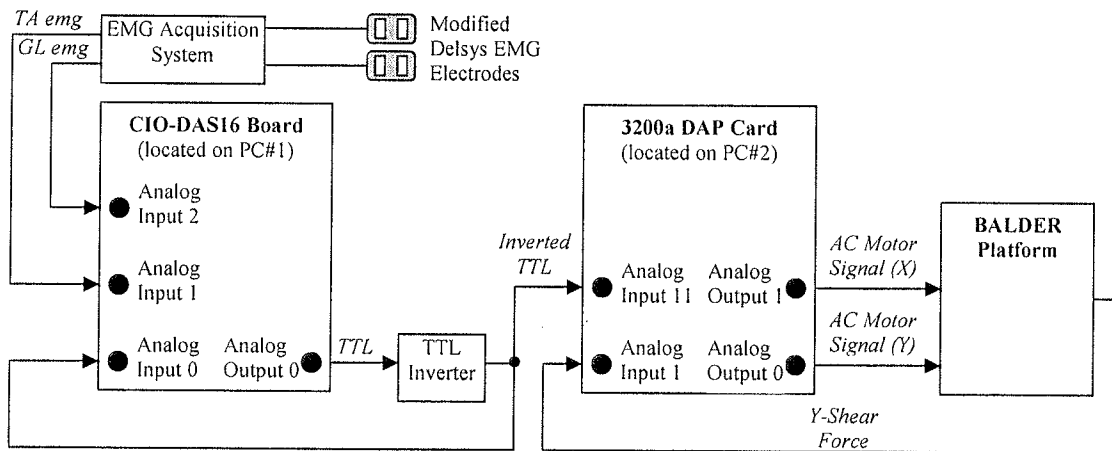 TA emg
GL emg
EMG Acquisition
System
Modified
Delsys EMG
Electrodes
CIO-DAS16 Board
(located on PC#1)
Analog
Input 2
Analog
Input 1
Analog
Input 0
Analog
Output 0
TTL
TTL
Inverter
Inverted
TTL
3200a DAP Card
(located on PC#2)
Analog
Input 11
Analog
Output 1
Analog
Input 1
Analog
Output 0
AC Motor
Signal (X)
AC Motor
Signal (Y)
BALDER
Platform
Y-Shear
Force